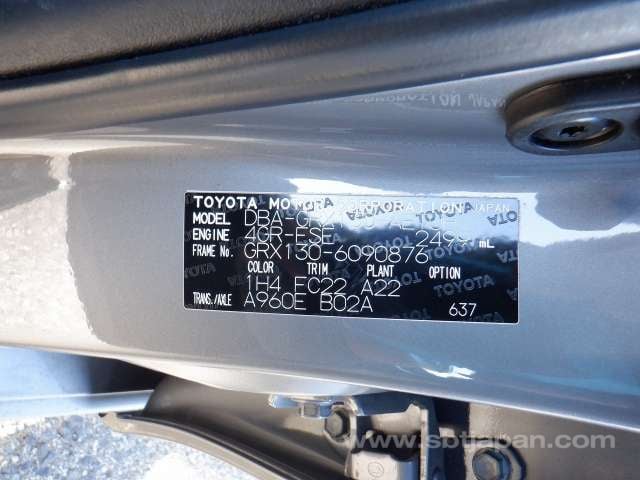 TOYOTA MOTOR CORPORATION JAPAN
MODEL DBA-
ENGINE 4GR-FSE mL
FRAME No. GRX130-6090876
COLOR TRIM PLANT OPTION
1H4 FC22 A22
TRANS./AXLE A960E B02A
637
www.sbtjapan.com